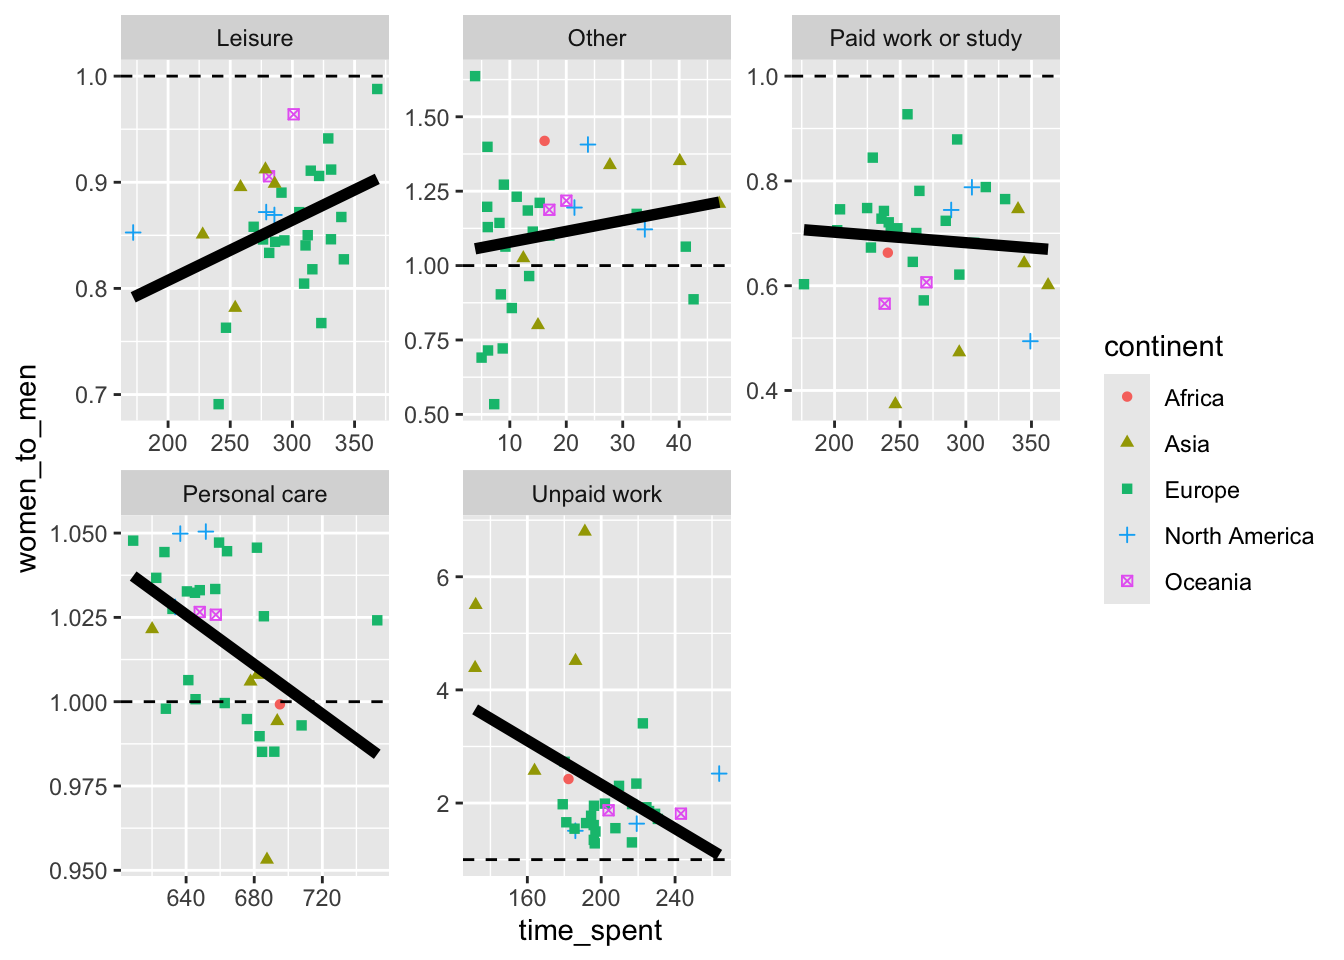 Leisure
Other
Paid work or study
1.0
0.9
0.8
0.7
1.50
1.25
1.00
0.75
0.50
1.0
0.8
0.6
0.4
200 250 300 350
10 20 30 40
200 250 300 350
Personal care
Unpaid work
1.050
1.025
1.000
0.975
0.950
6
4
2
640 680 720
160 200 240
time_spent
women_to_men
continent
Africa
Asia
Europe
North America
Oceania